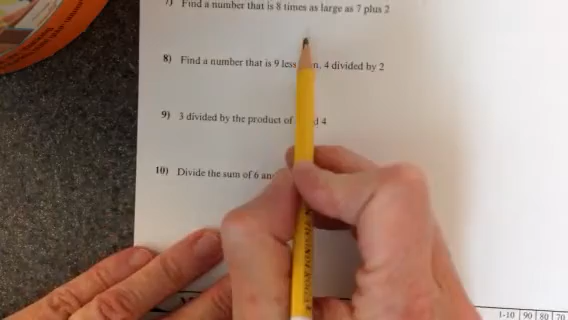 7) Find a number that is 8 times as large as 7 plus 2
8) Find a number that is 9 less 4 divided by 2
9) 3 divided by the product of 4
10) Divide the sum of 6
1-10 90 80 70